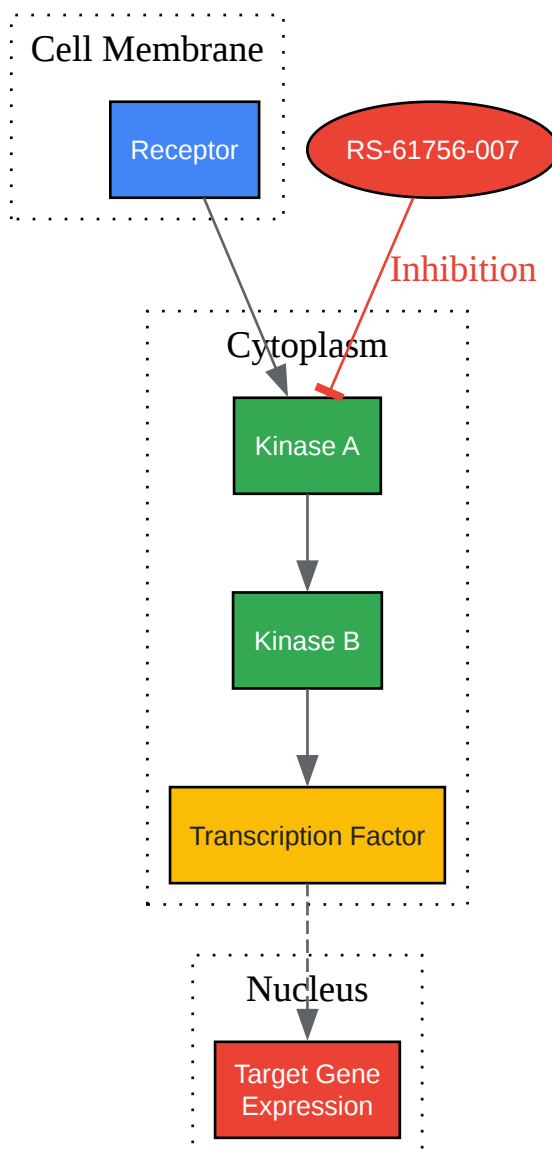 Cell Membrane
Receptor
RS-61756-007
Inhibition
Cytoplasm
Kinase A
Kinase B
Transcription Factor
Nucleus
Target Gene
Expression